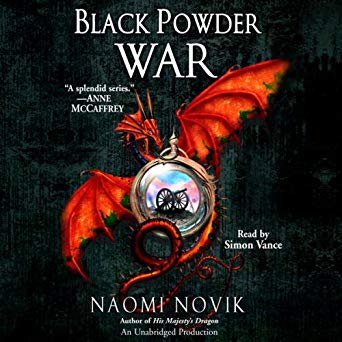 BLACK POWDER
WAR
"A splendid series."
—ANNE
McCAFFREY
Read by
Simon Vance
NAOMI NOVIK
Author of His Majesty's Dragon
An Unabridged Production